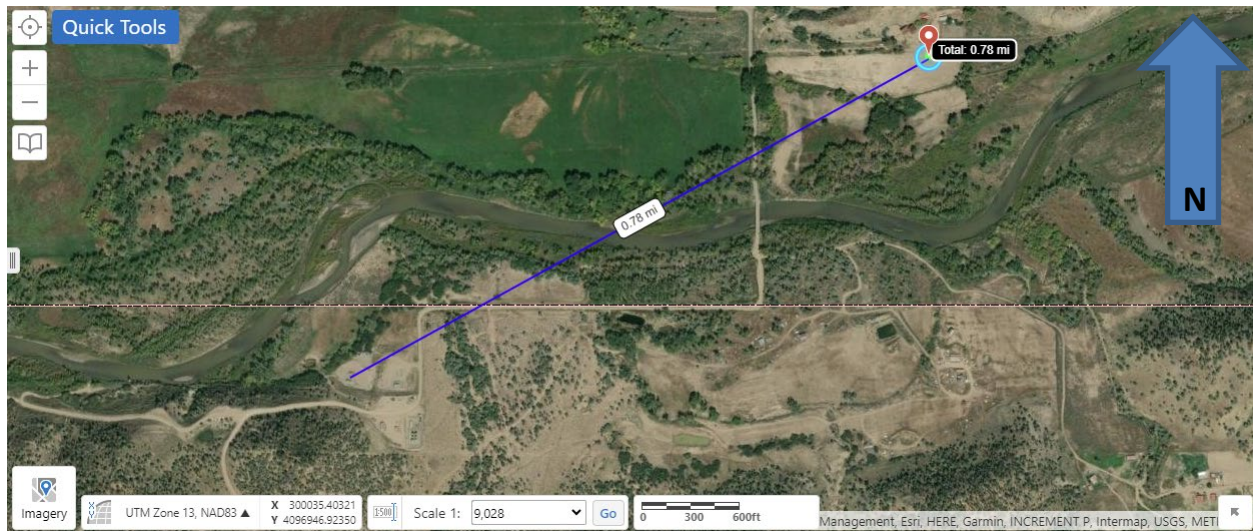 Quick Tools
Total: 0.78 mi
N
0.78 mi
Imagery
UTM Zone 13, NAD83 ▲
X 300035.40321
Y 4096946.92350
1:500
Scale 1:
9,028
Go
0 300 600ft
Management, Esri, HERE, Garmin, INCREMENT P, Intermap, USGS, METI